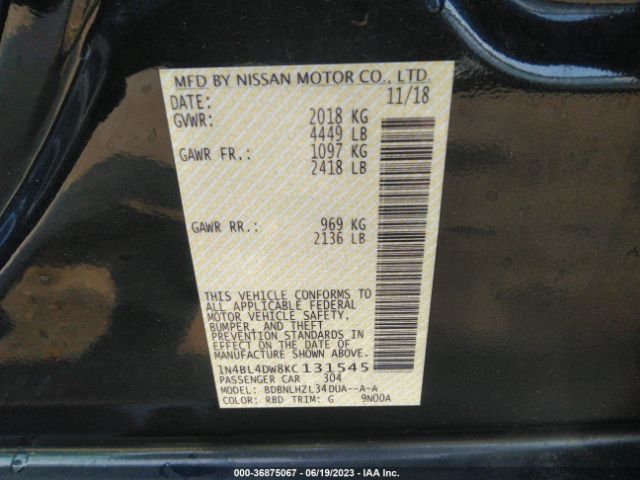 MFD BY NISSAN MOTOR CO., LTD.
DATE: 11/18
GVWR: 2018 KG
4449 LB
GAWR FR.: 1097 KG
2418 LB
GAWR RR.: 969 KG
2136 LB
THIS VEHICLE CONFORMS TO
ALL APPLICABLE FEDERAL
MOTOR VEHICLE SAFETY,
BUMPER, AND THEFT
PREVENTION STANDARDS IN
EFFECT ON THE DATE OF
MANUFACTURE SHOWN ABOVE.
1N4BL4DW8KC131545
PASSENGER CAR 304
MODEL: BDBNLHZL34DUA--A-A
COLOR: RBD TRIM: G 9N00A
000-36875067 - 06/19/2023 - IAA Inc.